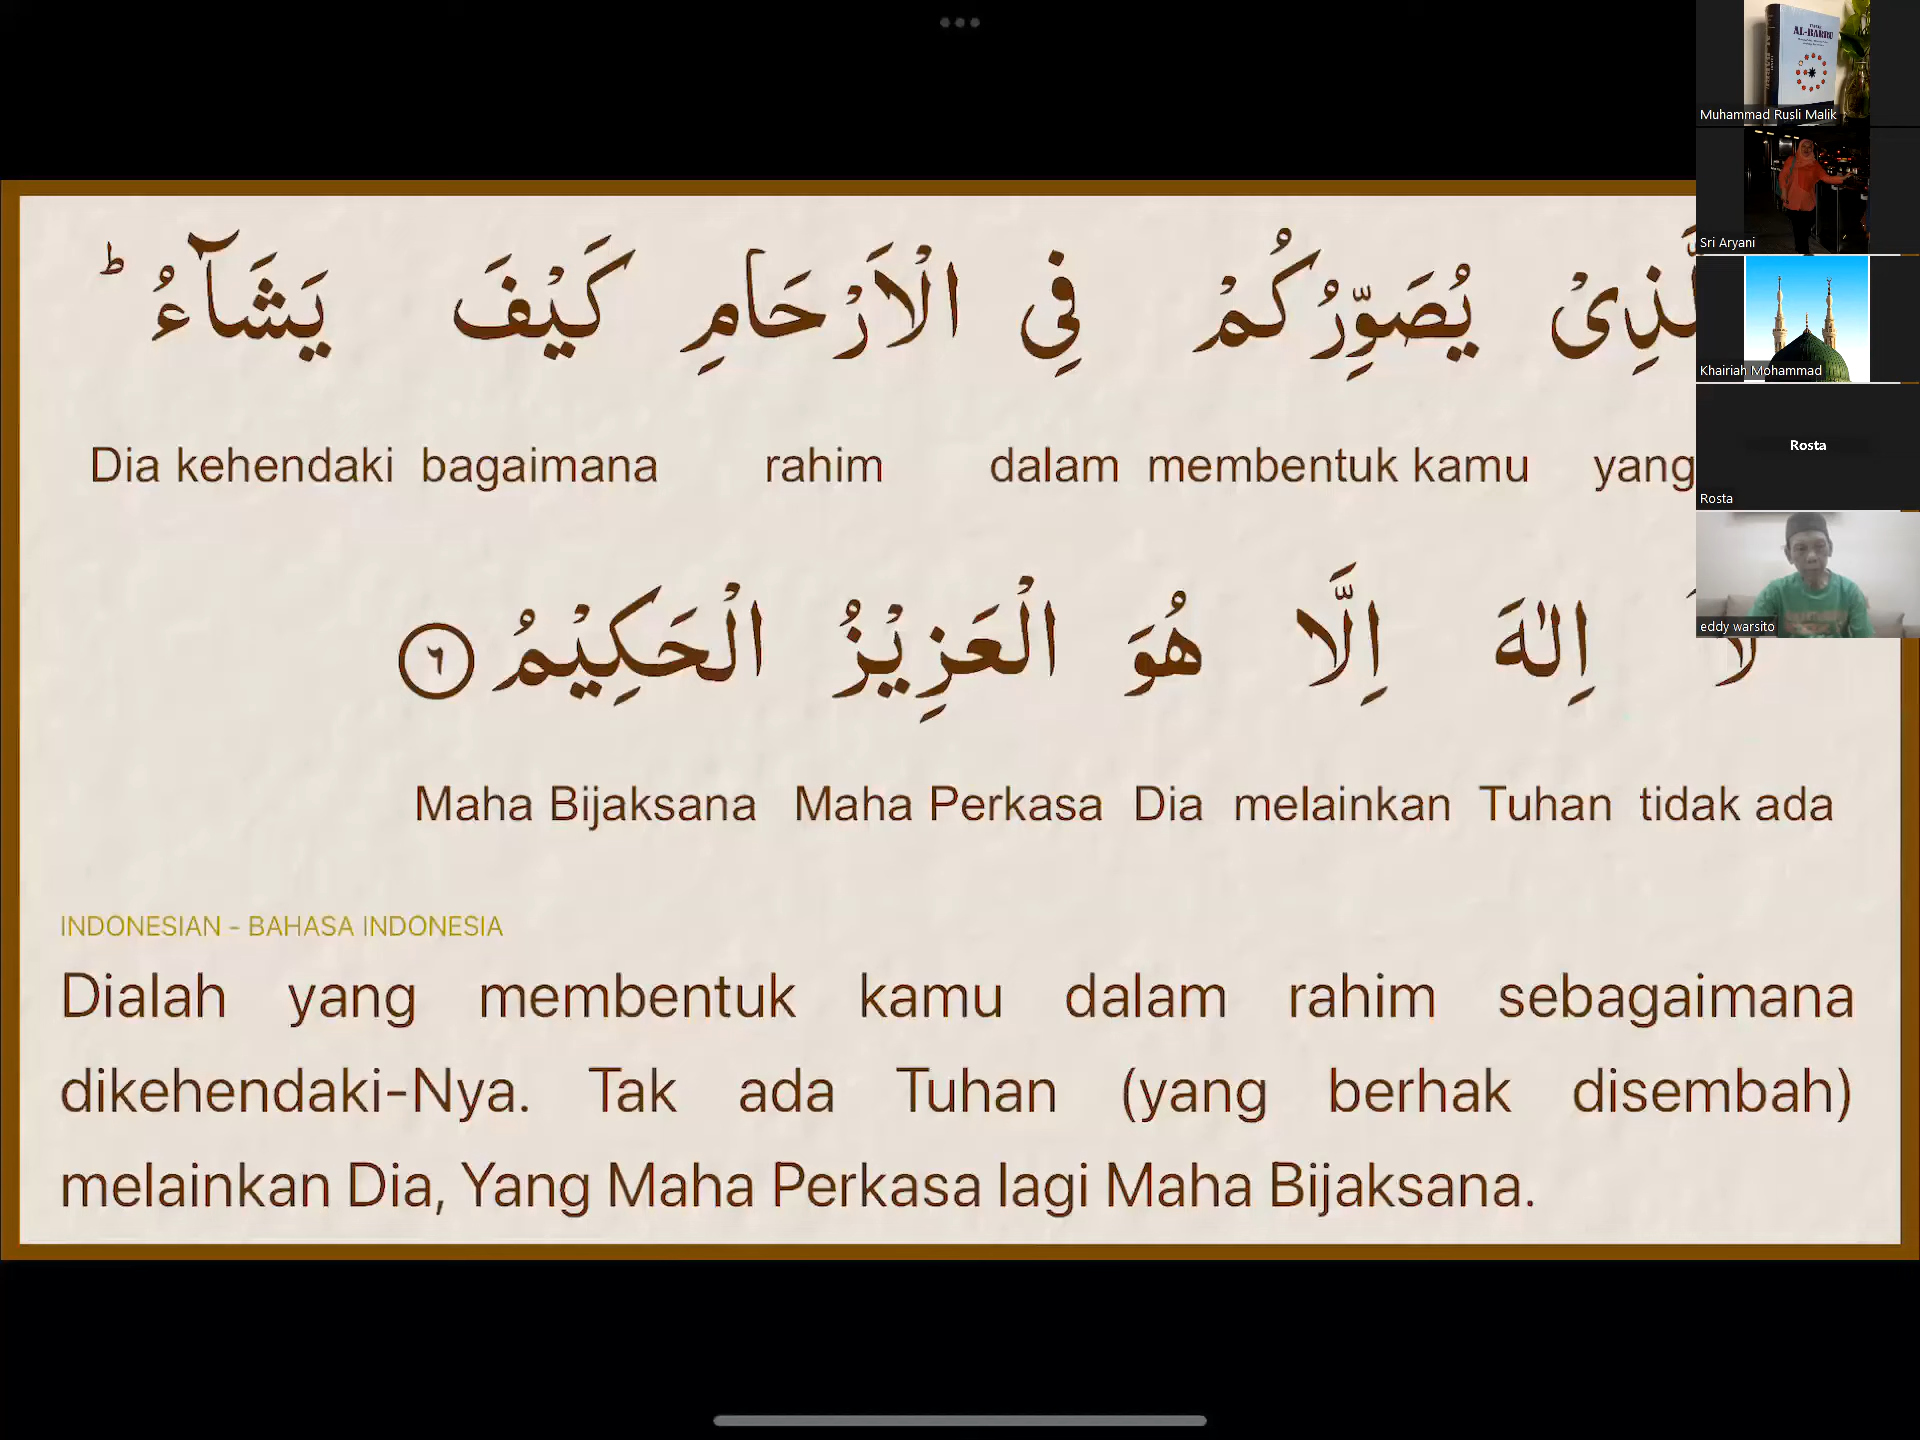 يُصَوِّرُكُمْ فِى الْاَرْحَامِ كَيْفَ يَشَآءُ ۗ
Dia kehendaki bagaimana rahim dalam membentuk kamu yang
لَآ اِلٰهَ اِلَّا هُوَ الْعَزِيْزُ الْحَكِيْمُ ٦
Maha Bijaksana Maha Perkasa Dia melainkan Tuhan tidak ada
INDONESIAN - BAHASA INDONESIA
Dialah yang membentuk kamu dalam rahim sebagaimana
dikehendaki-Nya. Tak ada Tuhan (yang berhak disembah)
melainkan Dia, Yang Maha Perkasa lagi Maha Bijaksana.
AL-BARRU
Muhammad Rusli Malik
Sri Aryani
Khairiah Mohammad
Rosta
Rosta
eddy warsito